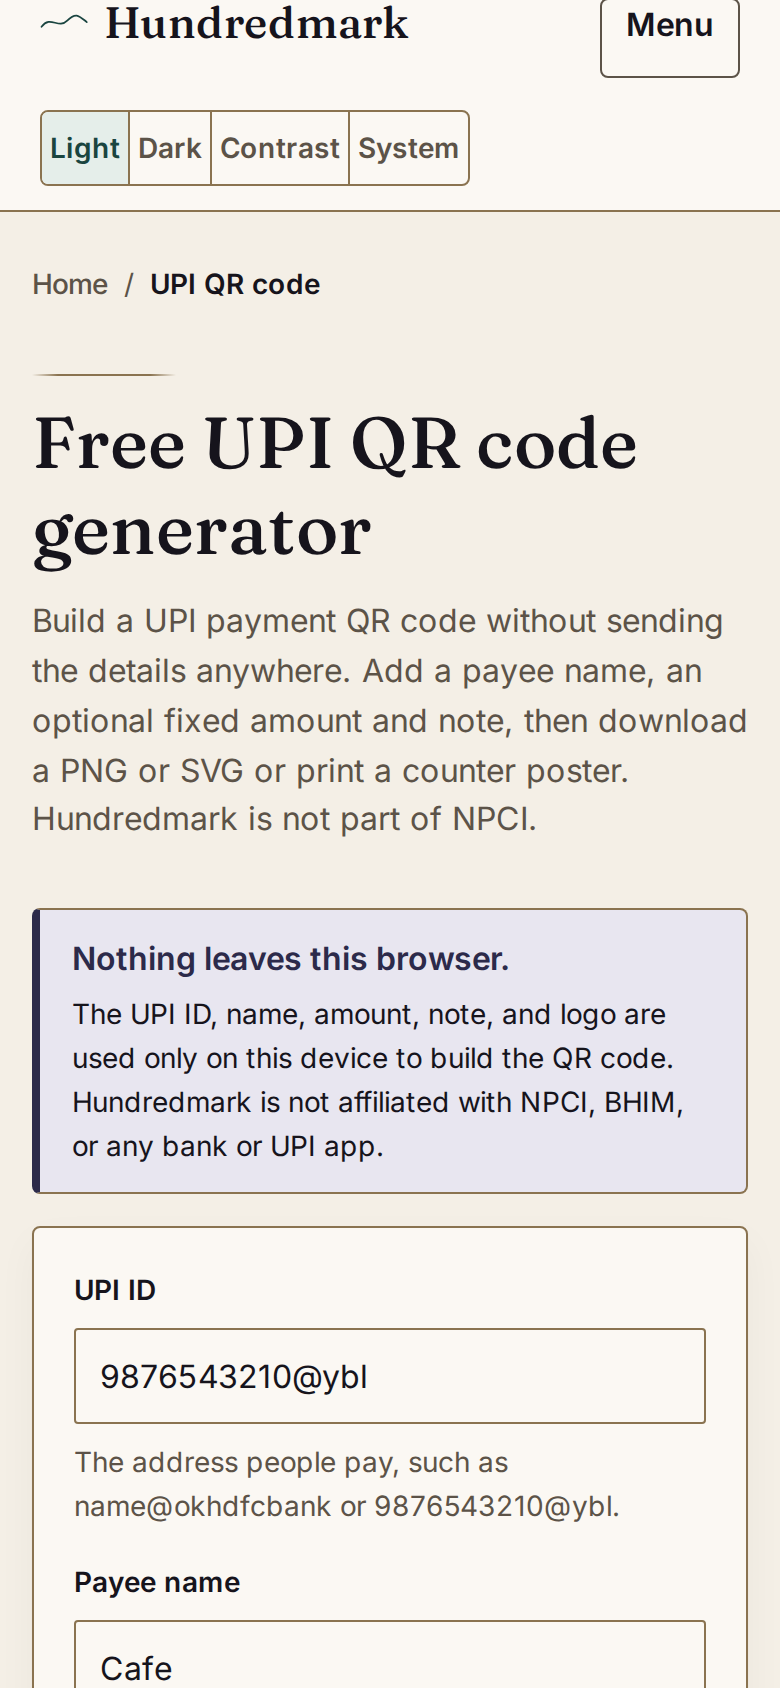 Hundredmark
Menu
Light Dark Contrast System
Home / UPI QR code
Free UPI QR code
generator
Build a UPI payment QR code without sending
the details anywhere. Add a payee name, an
optional fixed amount and note, then download
a PNG or SVG or print a counter poster.
Hundredmark is not part of NPCI.
Nothing leaves this browser.
The UPI ID, name, amount, note, and logo are
used only on this device to build the QR code.
Hundredmark is not affiliated with NPCI, BHIM,
or any bank or UPI app.
UPI ID
9876543210@ybl
The address people pay, such as
name@okhdfcbank or 9876543210@ybl.
Payee name
Cafe